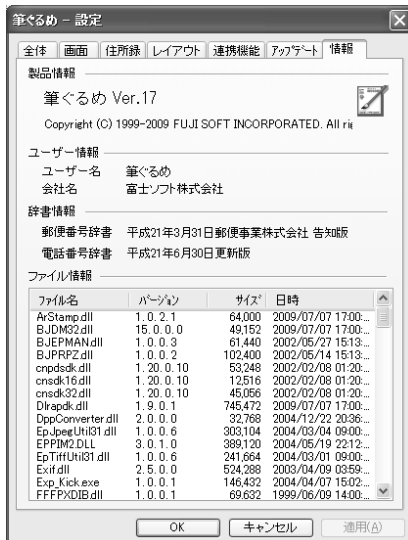 筆ぐるめ - 設定
全体 画面 住所録 レイアウト 連携機能 アップデート 情報
製品情報
筆ぐるめ Ver.17
Copyright (C) 1999-2009 FUJI SOFT INCORPORATED. All ri
ユーザー情報
ユーザー名 筆ぐるめ
会社名 富士ソフト株式会社
辞書情報
郵便番号辞書 平成21年3月31日郵便事業株式会社 告知版
電話番号辞書 平成21年6月30日更新版
ファイル情報
ファイル名 バージョン サイズ 日時
ArStamp.dll 1.0.2.1 64,000 2009/07/07 17:00:...
BJDM32.dll 15.0.0.0 49,152 2009/07/07 17:00:...
BJEPMAN.dll 1.0.0.3 61,440 2002/05/27 15:13:...
BJPRPZ.dll 1.0.0.2 102,400 2002/05/14 15:13:...
cnpdsdk.dll 1.20.0.10 53,248 2002/02/08 01:20:...
cnsdk16.dll 1.20.0.10 12,516 2002/02/08 01:20:...
cnsdk32.dll 1.20.0.10 45,056 2002/02/08 01:20:...
DIrapdk.dll 1.9.0.1 745,472 2009/07/07 17:00:...
DppConverter.dll 2.0.0.0 32,768 2004/12/22 20:36:...
EpJpegUtil31.dll 1.0.0.6 303,104 2004/03/04 09:00:...
EPPIM2.DLL 3.0.1.0 389,120 2004/05/19 22:12:...
EpTiffUtil31.dll 1.0.0.6 241,664 2004/03/01 09:00:...
Exif.dll 2.5.0.0 524,288 2003/04/09 03:59:...
Exp_Kick.exe 1.0.0.1 146,432 2004/04/07 15:02:...
FFFPXDIB.dll 1.0.0.1 69,632 1999/06/09 14:00:...
OK キャンセル 適用(A)